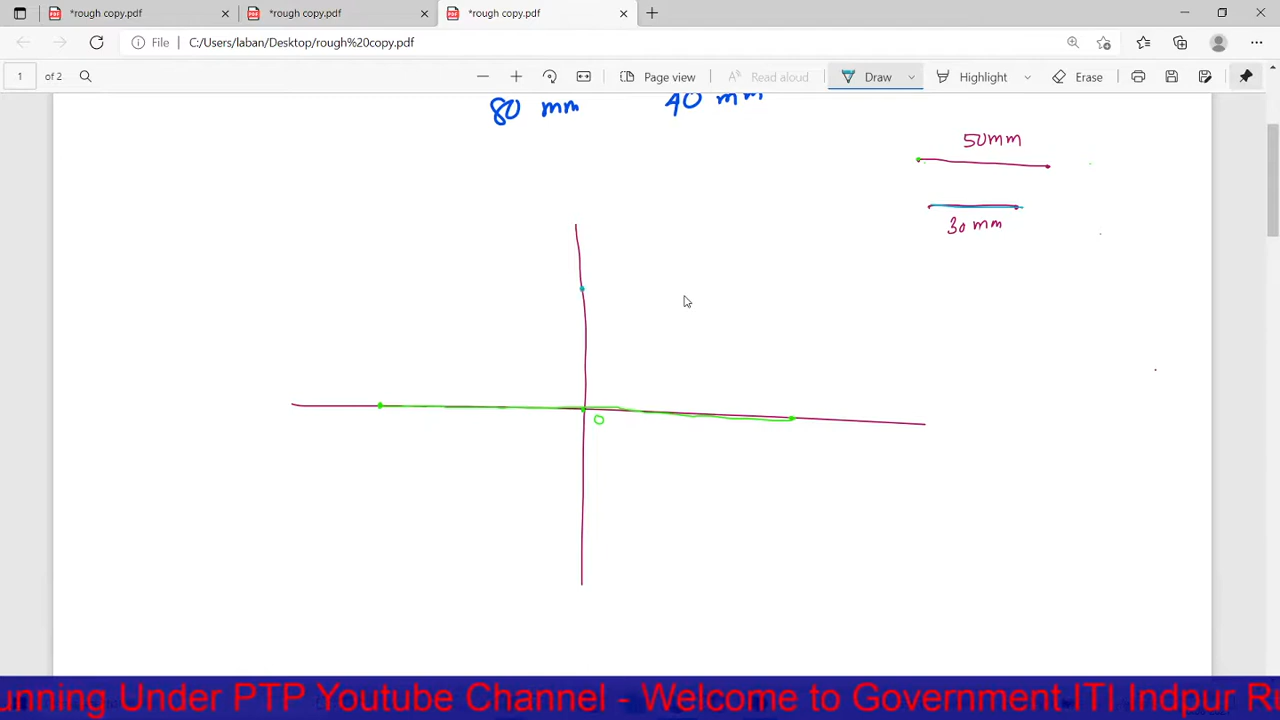 *rough copy.pdf *rough copy.pdf *rough copy.pdf
File C:/Users/laban/Desktop/rough%20copy.pdf
1 of 2 Page view Read aloud Draw Highlight Erase
80 mm 40 mm
50mm
30 mm
O
unning Under PTP Youtube Channel - Welcome to Government ITI Indpur Ru